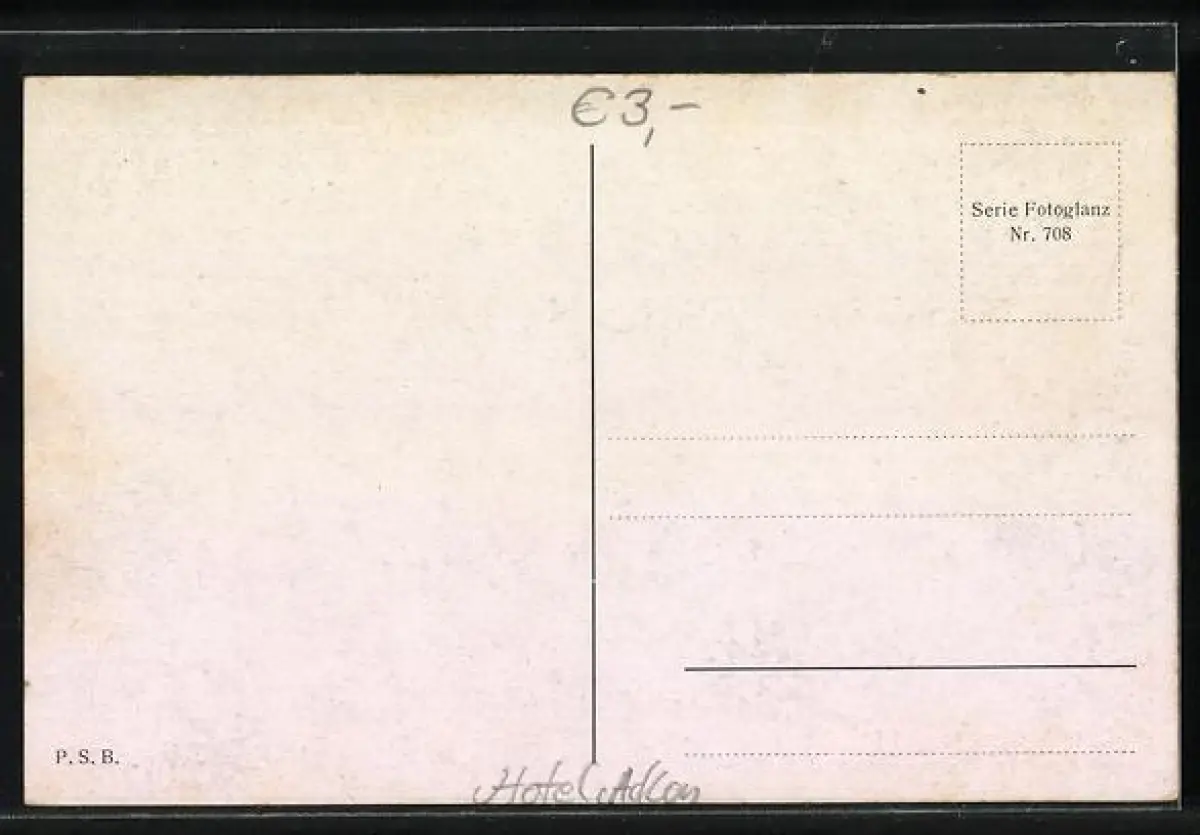 €3,-
Serie Fotoglanz
Nr. 708
P. S. B.
Hotel Adlon